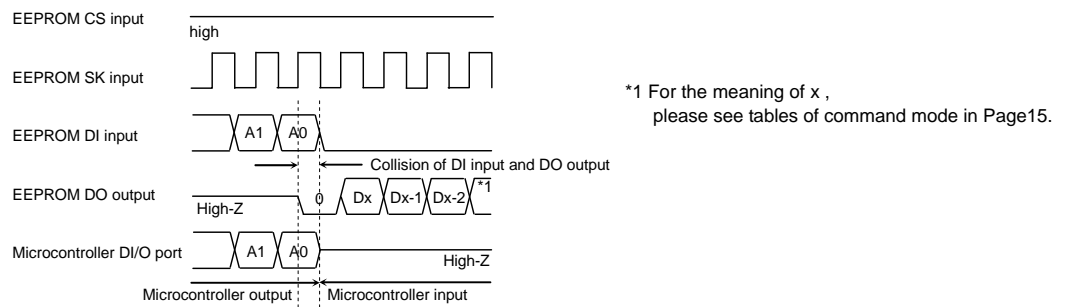 EEPROM CS input
high
EEPROM SK input
*1 For the meaning of x ,
please see tables of command mode in Page15.
EEPROM DI input
A1
A0
Collision of DI input and DO output
EEPROM DO output
High-Z
0
Dx
Dx-1
Dx-2
*1
Microcontroller DI/O port
A1
A0
High-Z
Microcontroller output
Microcontroller input